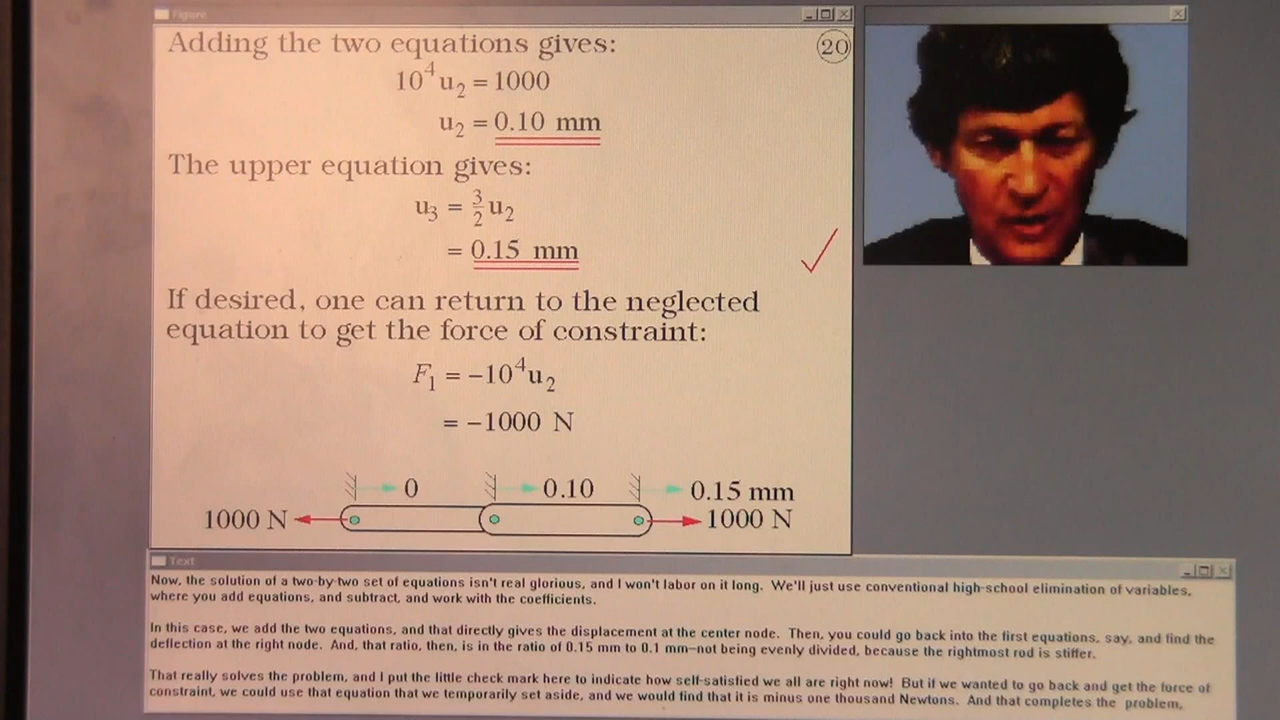 Figure
Adding the two equations gives:
20
10⁴u₂ = 1000
u₂ = 0.10 mm
The upper equation gives:
u₃ = 3/2 u₂
= 0.15 mm
If desired, one can return to the neglected
equation to get the force of constraint:
F₁ = −10⁴u₂
= −1000 N
0 0.10 0.15 mm
1000 N 1000 N
Text
Now, the solution of a two-by-two set of equations isn't real glorious, and I won't labor on it long. We'll just use conventional high-school elimination of variables,
where you add equations, and subtract, and work with the coefficients.
In this case, we add the two equations, and that directly gives the displacement at the center node. Then, you could go back into the first equations, say, and find the
deflection at the right node. And, that ratio, then, is in the ratio of 0.15 mm to 0.1 mm—not being evenly divided, because the rightmost rod is stiffer.
That really solves the problem, and I put the little check mark here to indicate how self-satisfied we all are right now! But if we wanted to go back and get the force of
constraint, we could use that equation that we temporarily set aside, and we would find that it is minus one thousand Newtons. And that completes the problem,